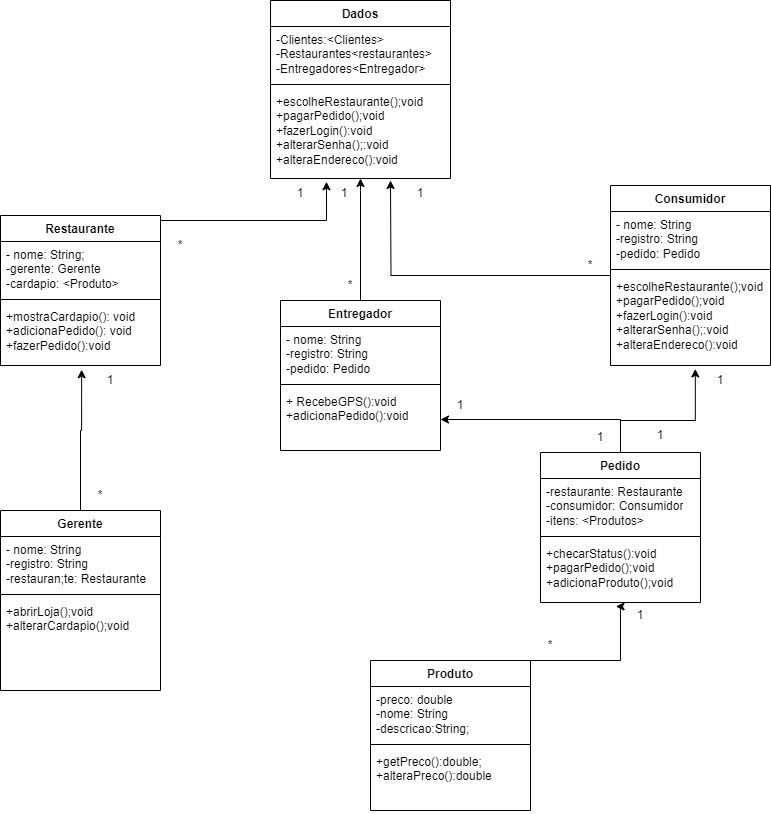 Dados
-Clientes:<Clientes>
-Restaurantes<restaurantes>
-Entregadores<Entregador>
+escolheRestaurante();void
+pagarPedido();void
+fazerLogin():void
+alterarSenha();:void
+alteraEndereco():void
1
1
1
*
*
*
Restaurante
- nome: String;
-gerente: Gerente
-cardapio: <Produto>
+mostraCardapio(): void
+adicionaPedido(): void
+fazerPedido():void
1
Consumidor
- nome: String
-registro: String
-pedido: Pedido
+escolheRestaurante();void
+pagarPedido();void
+fazerLogin():void
+alterarSenha();:void
+alteraEndereco():void
1
Entregador
- nome: String
-registro: String
-pedido: Pedido
+ RecebeGPS():void
+adicionaPedido():void
1
1
1
*
Gerente
- nome: String
-registro: String
-restauran;te: Restaurante
+abrirLoja();void
+alterarCardapio();void
Pedido
-restaurante: Restaurante
-consumidor: Consumidor
-itens: <Produtos>
+checarStatus():void
+pagarPedido();void
+adicionaProduto();void
1
*
Produto
-preco: double
-nome: String
-descricao:String;
+getPreco():double;
+alteraPreco():double